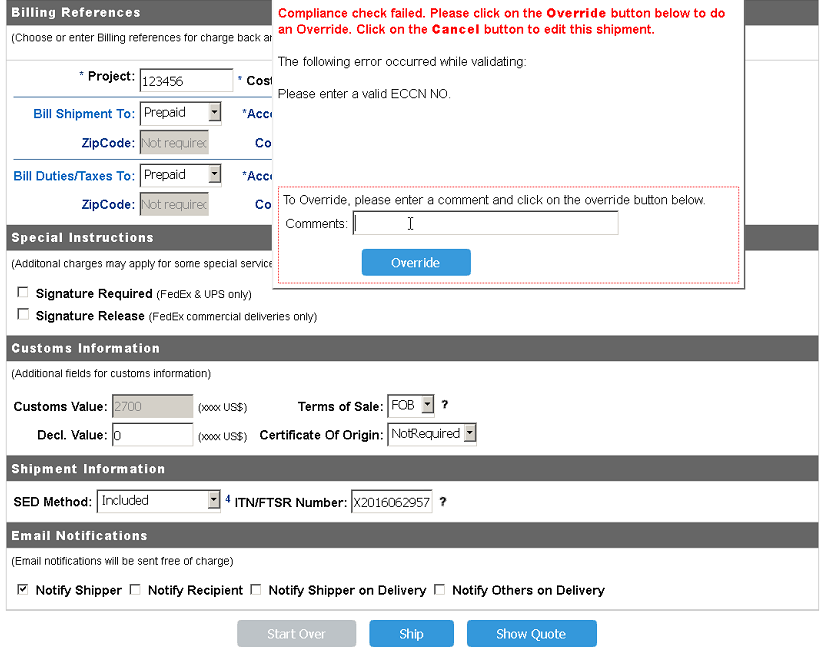 Billing References
(Choose or enter Billing references for charge back
* Project: 123456 * Cost
Bill Shipment To: Prepaid *Acco
ZipCode: Not required Co
Bill Duties/Taxes To: Prepaid *Acco
ZipCode: Not required Co
Compliance check failed. Please click on the Override button below to do
an Override. Click on the Cancel button to edit this shipment.
The following error occurred while validating:
Please enter a valid ECCN NO.
To Override, please enter a comment and click on the override button below.
Comments:
Override
Special Instructions
(Additonal charges may apply for some special service
Signature Required (FedEx & UPS only)
Signature Release (FedEx commercial deliveries only)
Customs Information
(Additional fields for customs information)
Customs Value: 2700 (xxxx US$) Terms of Sale: FOB ?
Decl. Value: 0 (xxxx US$) Certificate Of Origin: NotRequired
Shipment Information
SED Method: Included 4 ITN/FTSR Number: X2016062957 ?
Email Notifications
(Email notifications will be sent free of charge)
Notify Shipper Notify Recipient Notify Shipper on Delivery Notify Others on Delivery
Start Over Ship Show Quote